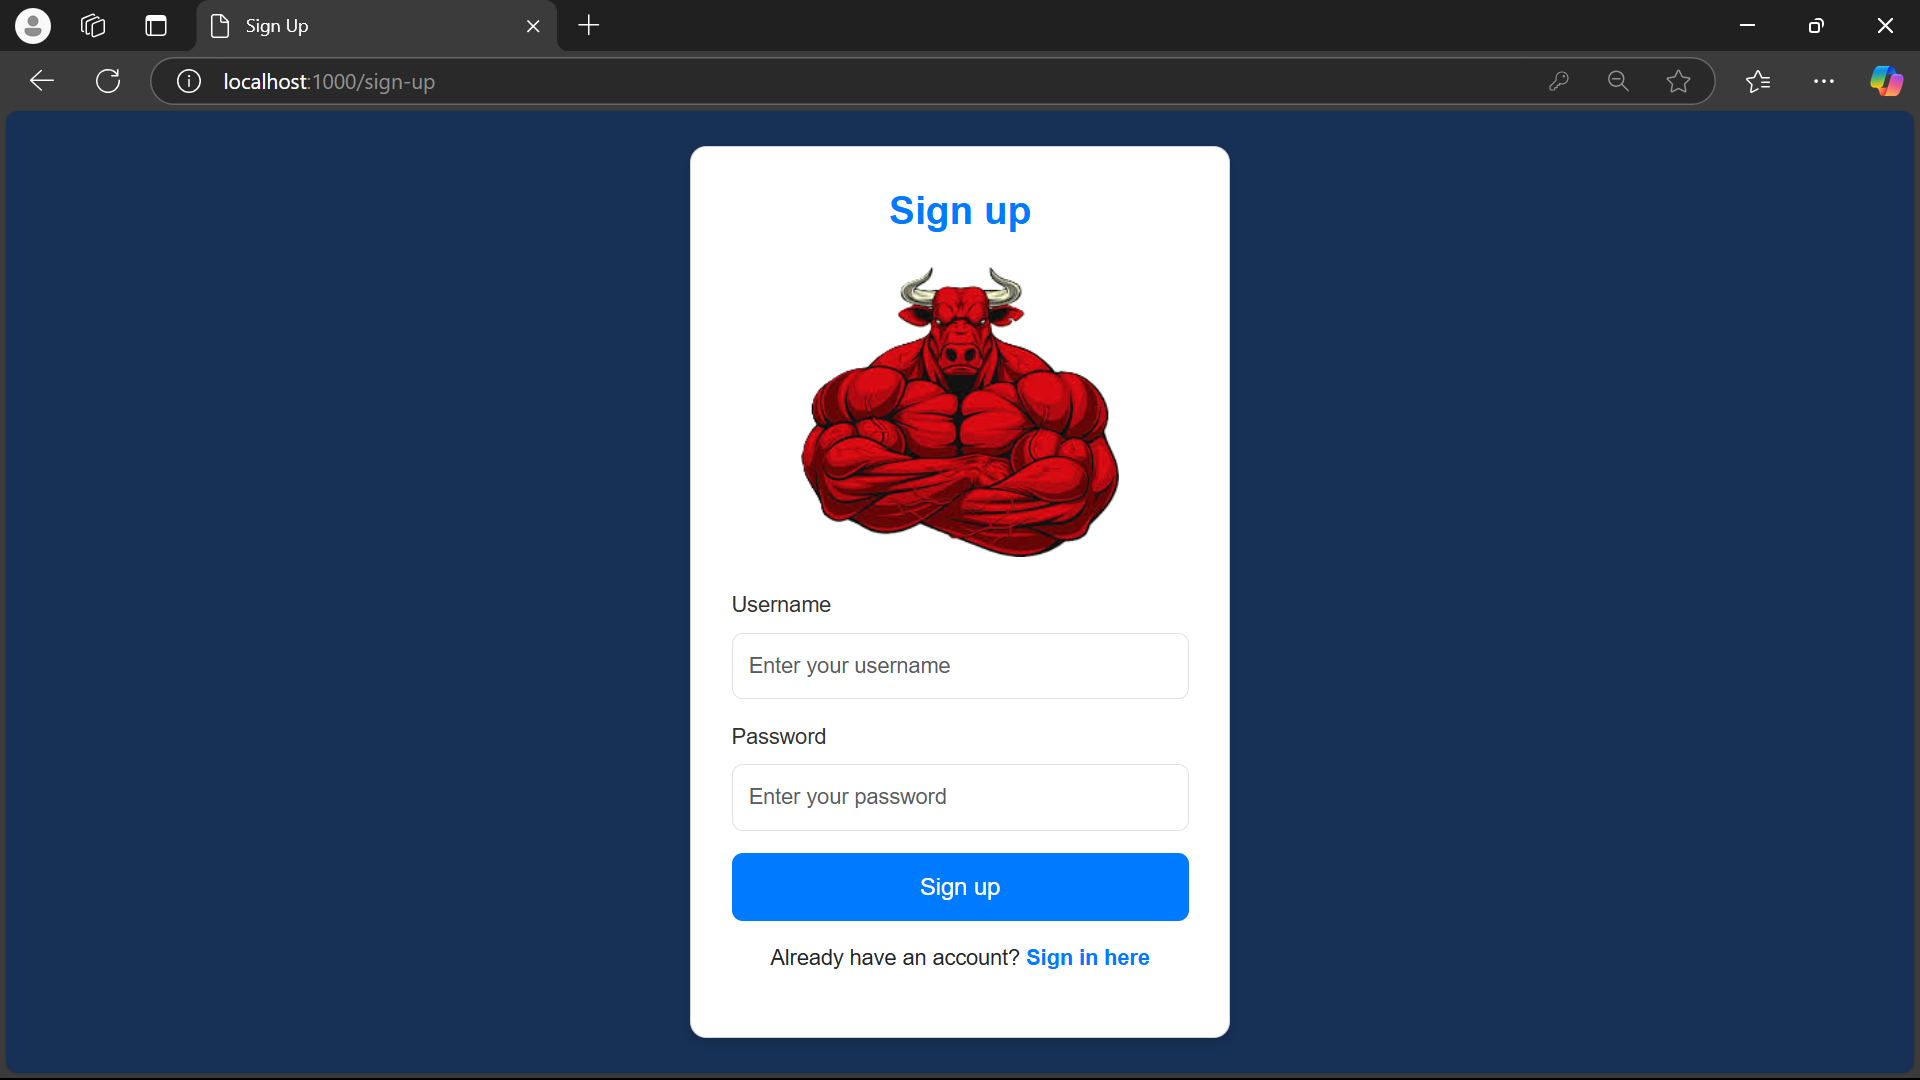 Sign Up
localhost:1000/sign-up
Sign up
Username
Enter your username
Password
Enter your password
Sign up
Already have an account? Sign in here